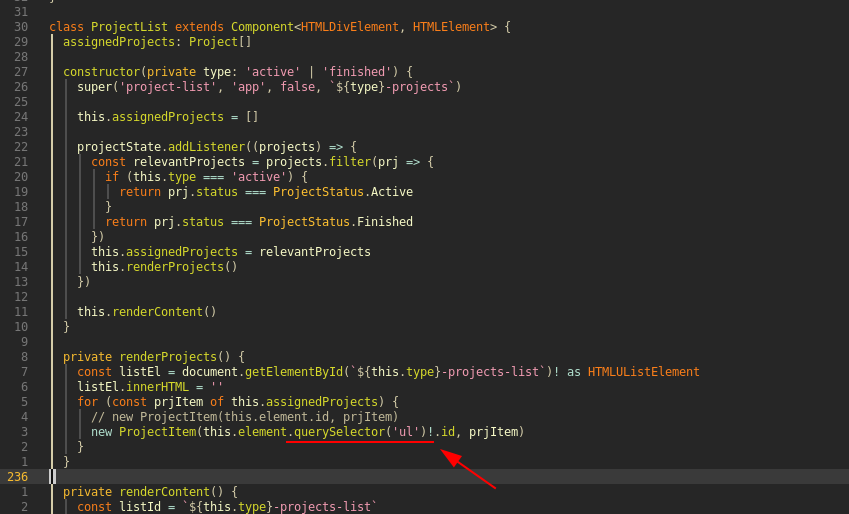 32 }
31
30 class ProjectList extends Component<HTMLDivElement, HTMLElement> {
29 assignedProjects: Project[]
28
27 constructor(private type: 'active' | 'finished') {
26 super('project-list', 'app', false, `${type}-projects`)
25
24 this.assignedProjects = []
23
22 projectState.addListener((projects) => {
21 const relevantProjects = projects.filter(prj => {
20 if (this.type === 'active') {
19 return prj.status === ProjectStatus.Active
18 }
17 return prj.status === ProjectStatus.Finished
16 })
15 this.assignedProjects = relevantProjects
14 this.renderProjects()
13 })
12
11 this.renderContent()
10 }
9
8 private renderProjects() {
7 const listEl = document.getElementById(`${this.type}-projects-list`)! as HTMLUListElement
6 listEl.innerHTML = ''
5 for (const prjItem of this.assignedProjects) {
4 // new ProjectItem(this.element.id, prjItem)
3 new ProjectItem(this.element.querySelector('ul')!.id, prjItem)
2 }
1 }
236
1 private renderContent() {
2 const listId = `${this.type}-projects-list`